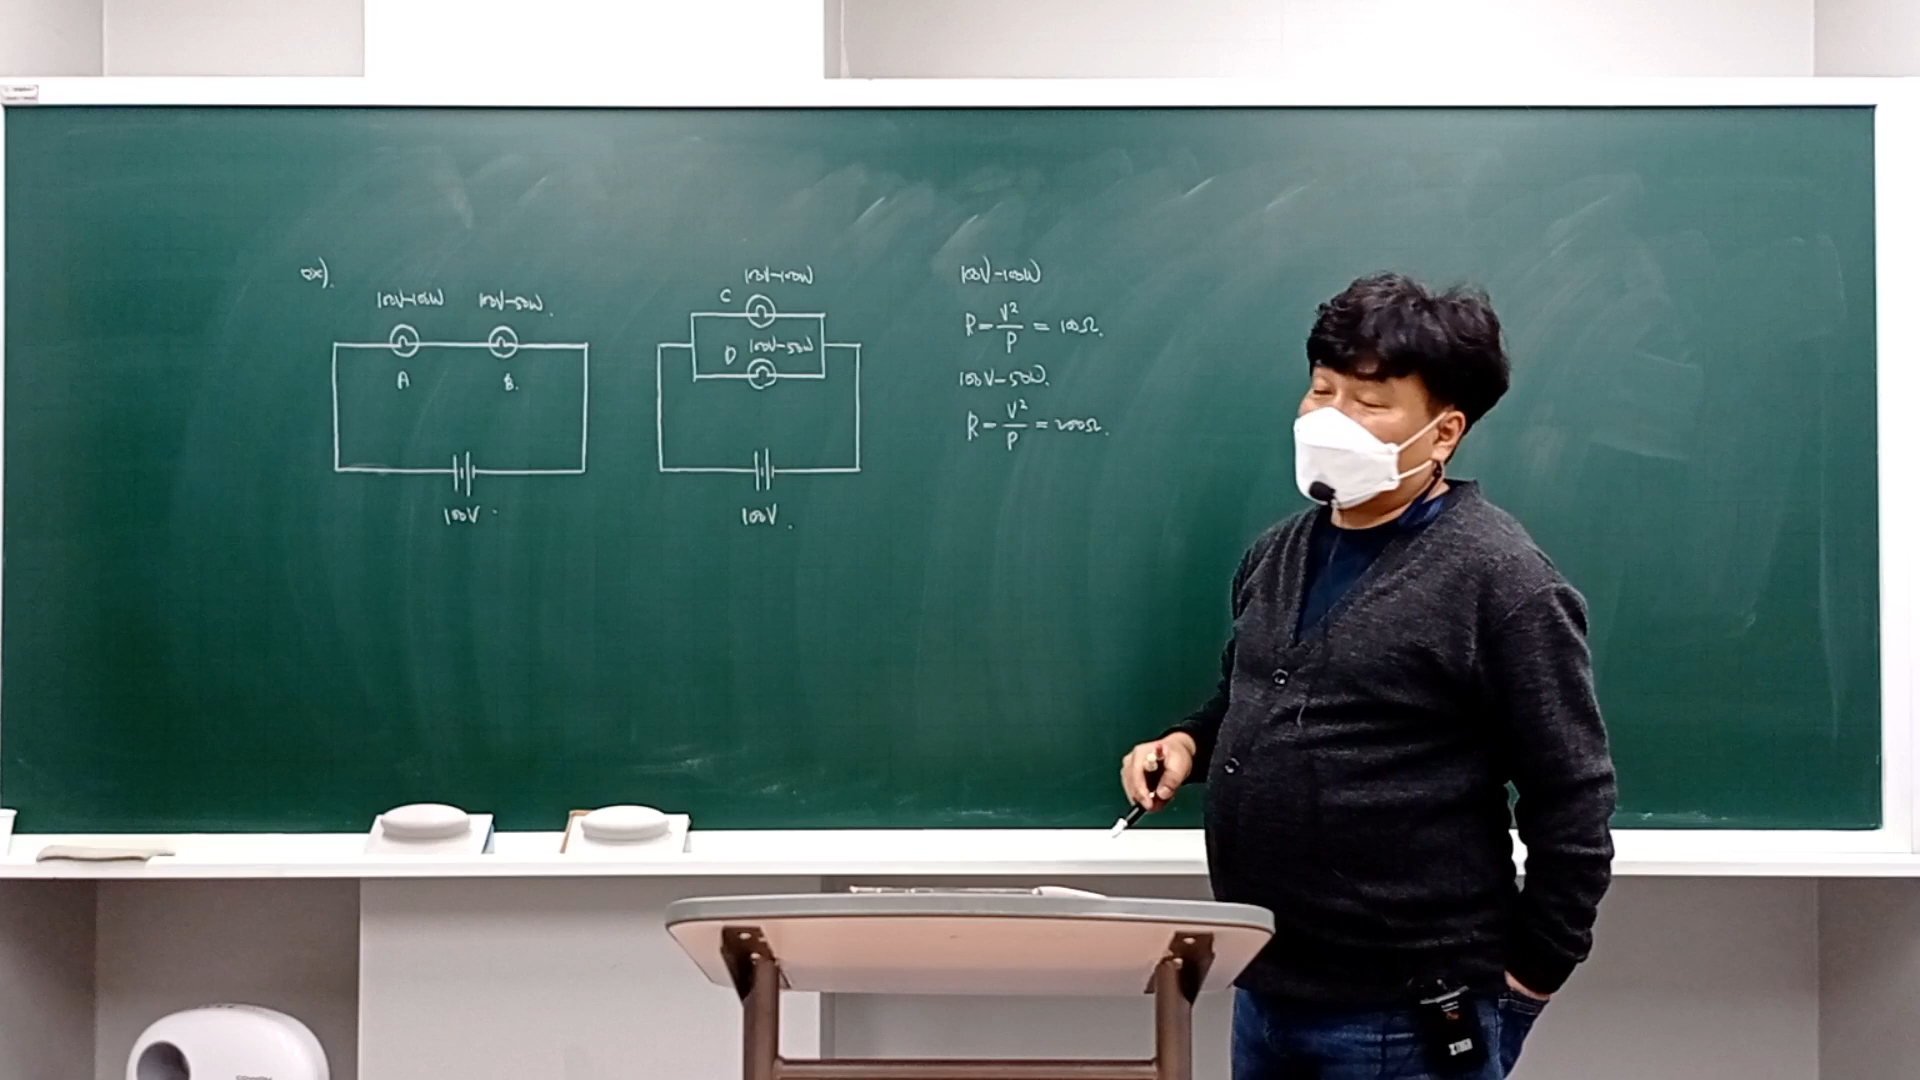 ex).
100V-100W 100V-50W.
A B.
100V.
100V-100W
C
D 100V-50W
100V.
100V-100W
R = V²/P = 100Ω.
100V-50W.
R = V²/P = 200Ω.